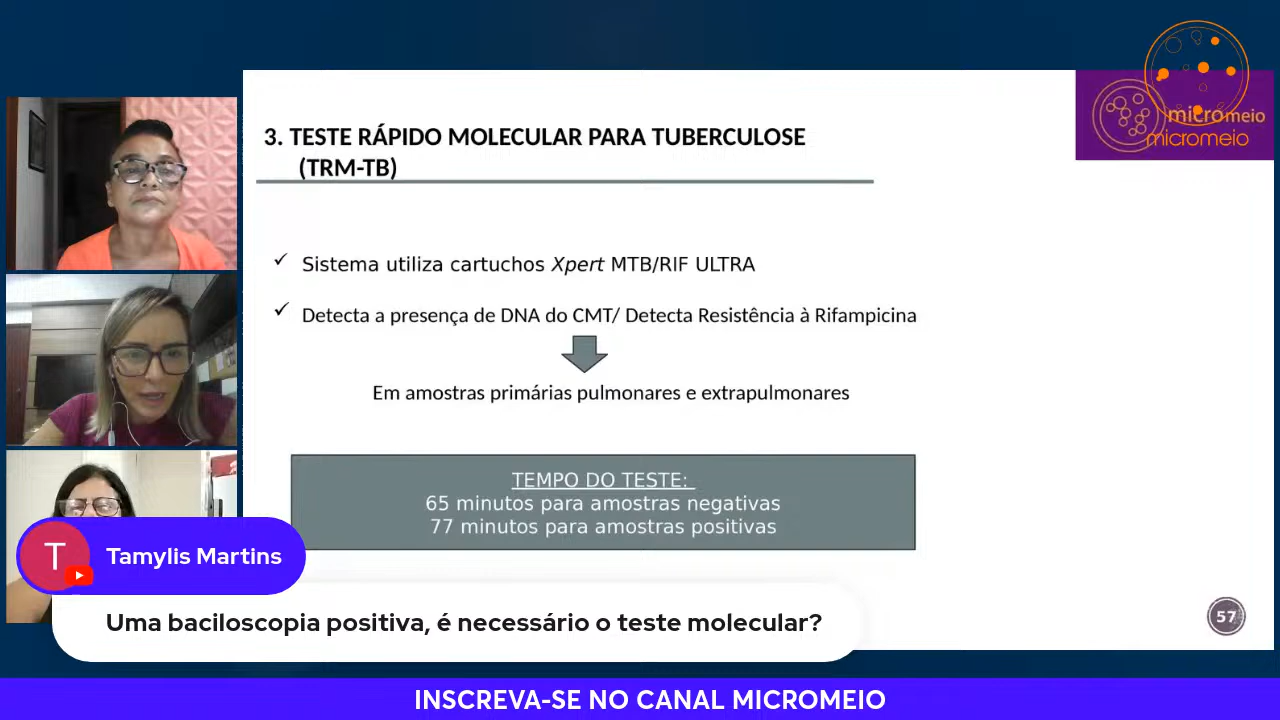 micromeio
micromeio
3. TESTE RÁPIDO MOLECULAR PARA TUBERCULOSE
(TRM-TB)
✓ Sistema utiliza cartuchos Xpert MTB/RIF ULTRA
✓ Detecta a presença de DNA do CMT/ Detecta Resistência à Rifampicina
Em amostras primárias pulmonares e extrapulmonares
TEMPO DO TESTE:
65 minutos para amostras negativas
77 minutos para amostras positivas
T
Tamylis Martins
Uma baciloscopia positiva, é necessário o teste molecular?
57
INSCREVA-SE NO CANAL MICROMEIO